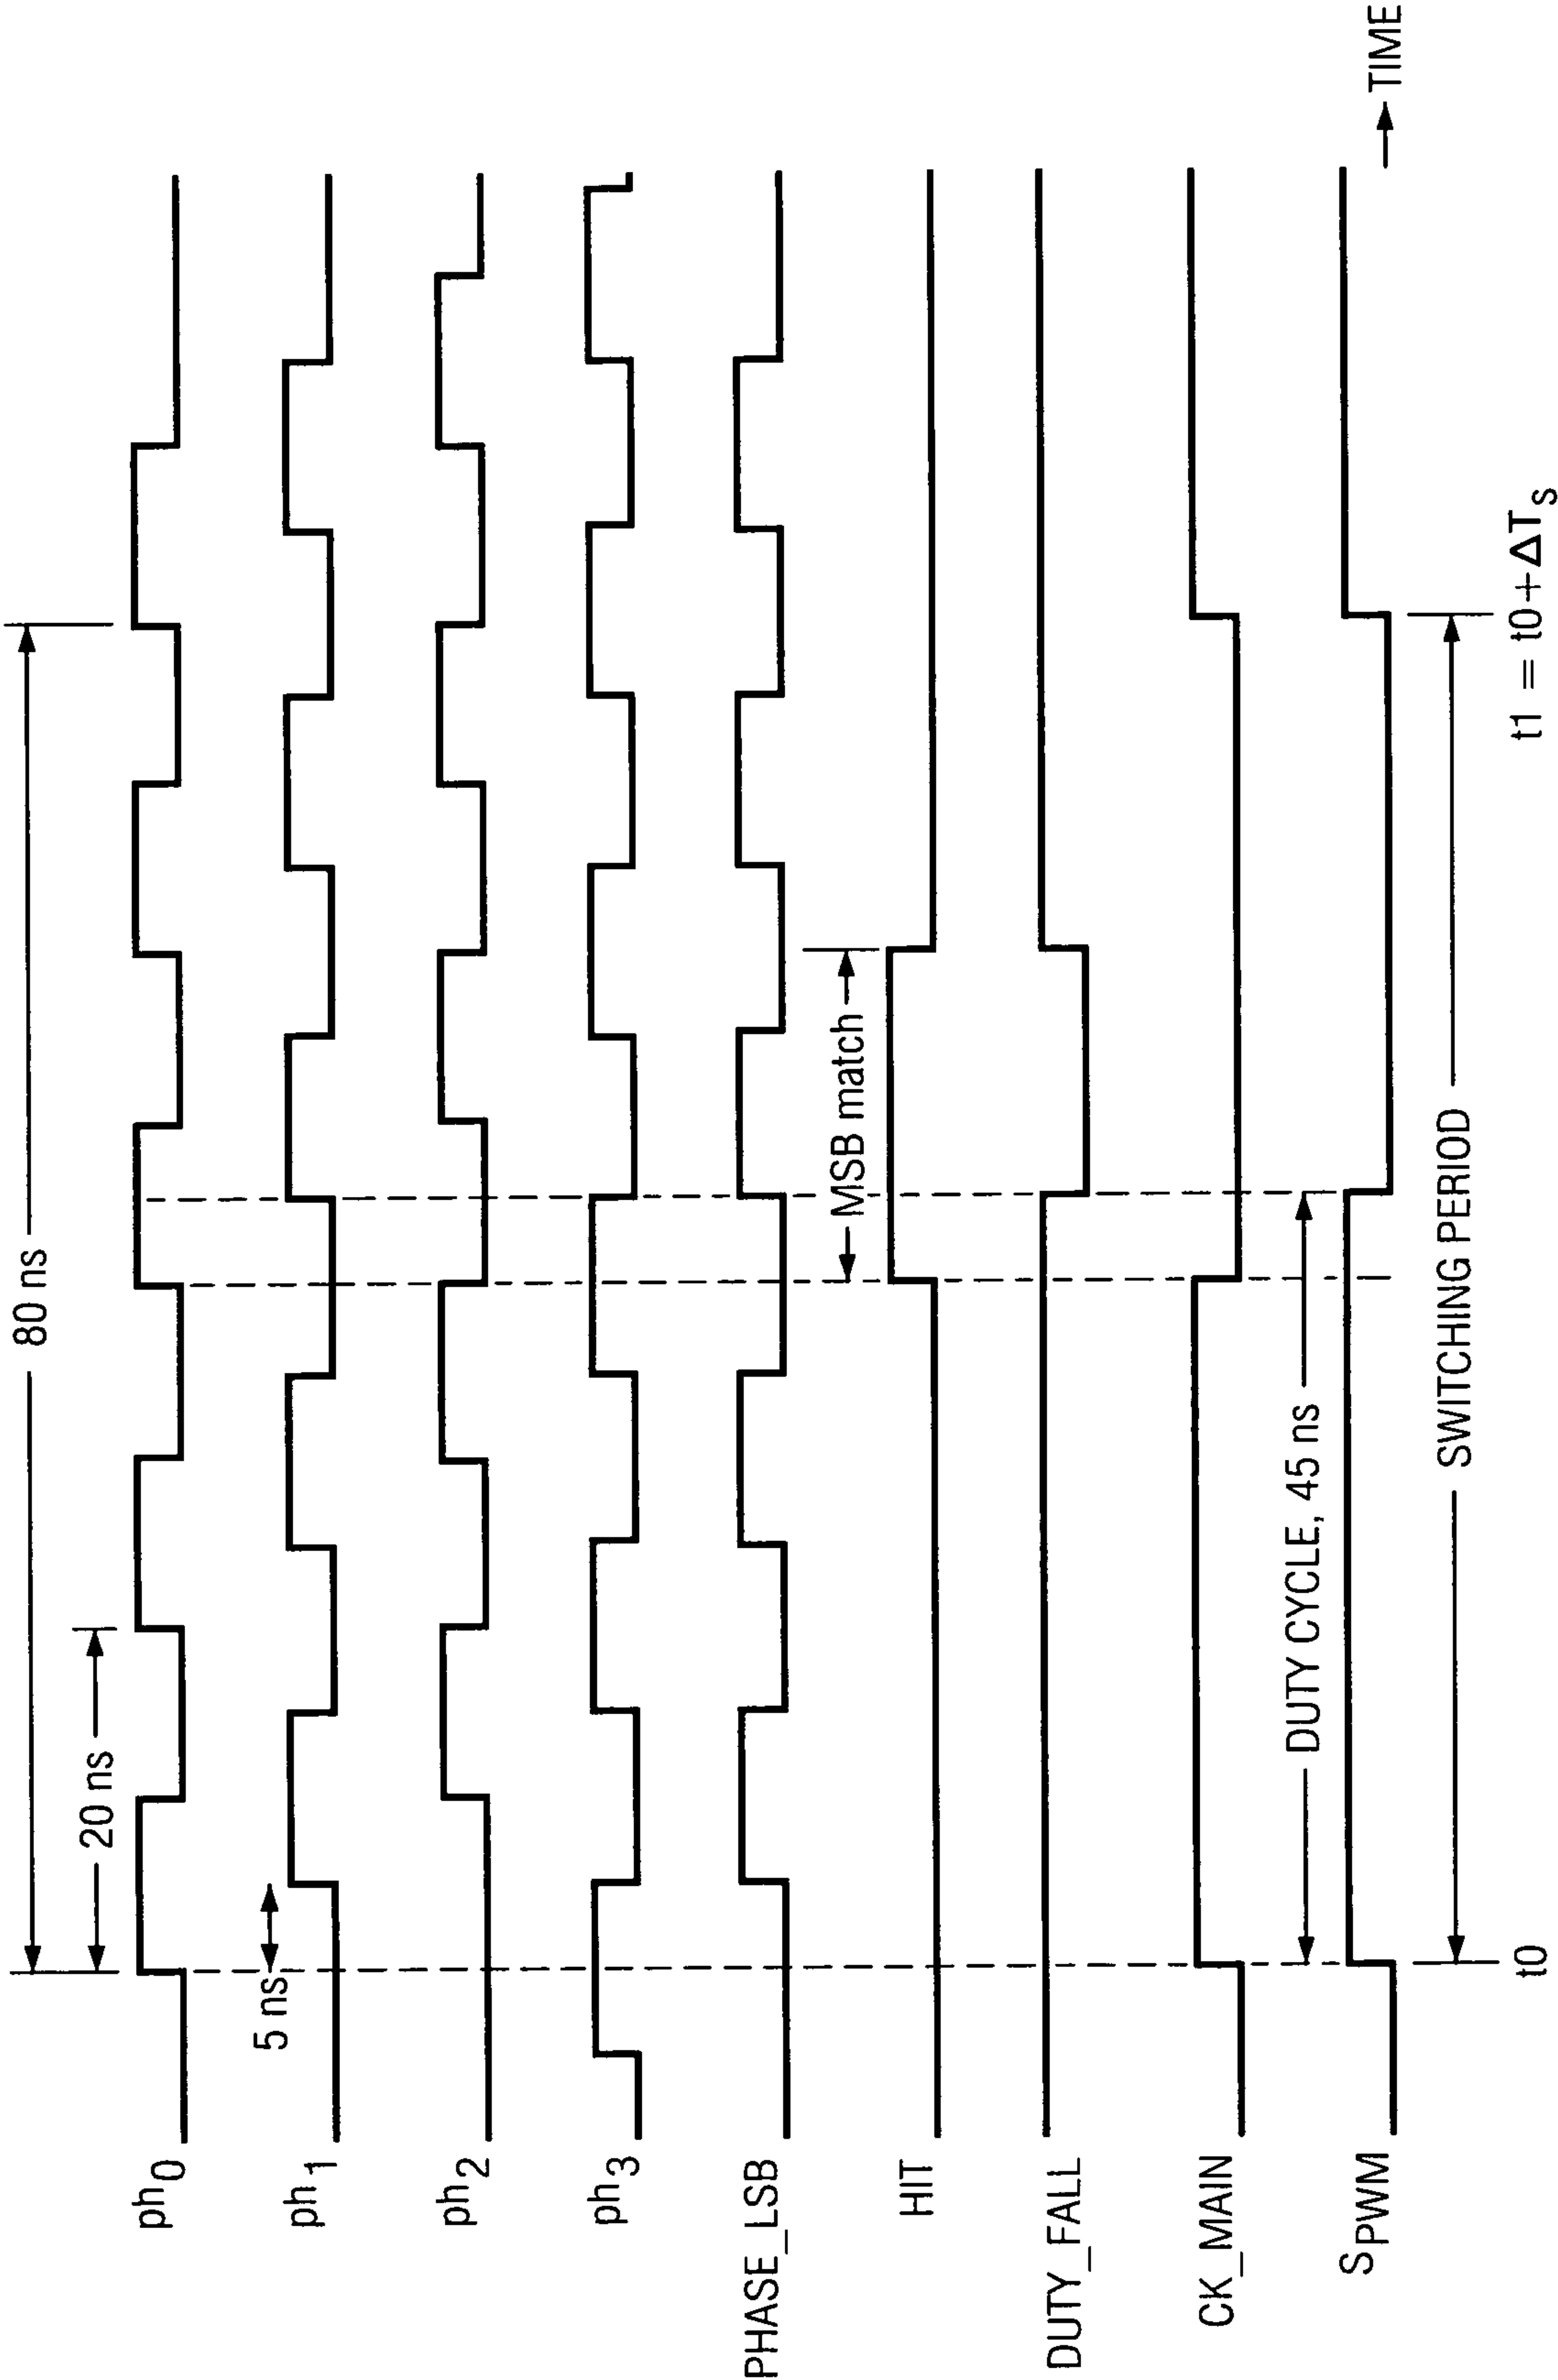 80 ns
20 ns
5 ns
ph0
ph1
ph2
ph3
PHASE_LSB
MSB match
HIT
DUTY_FALL
CK_MAIN
DUTY CYCLE, 45 ns
SPWM
TIME
SWITCHING PERIOD
t0
t1 = t0+ΔTs